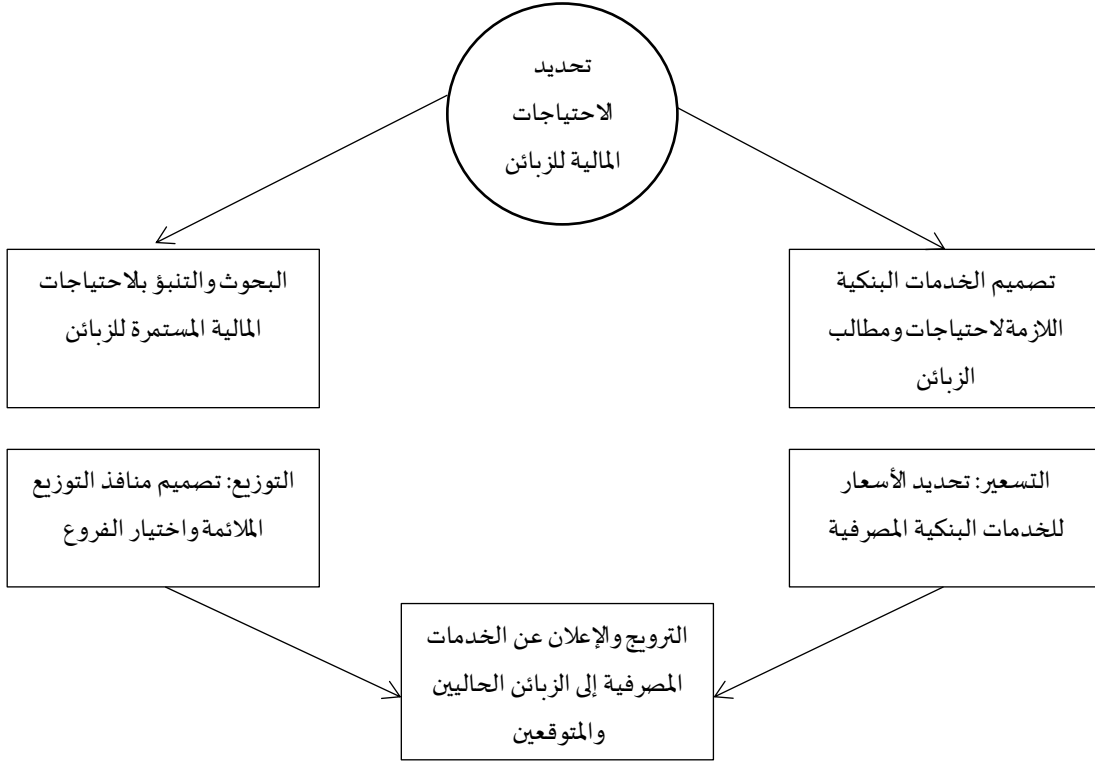 تحديد
الاحتياجات
المالية للزبائن
تصميم الخدمات البنكية
اللازمة لاحتياجات ومطالب
الزبائن
البحوث والتنبؤ بالاحتياجات
المالية المستمرة للزبائن
التسعير: تحديد الأسعار
للخدمات البنكية المصرفية
التوزيع: تصميم منافذ التوزيع
الملائمة واختيار الفروع
الترويج والإعلان عن الخدمات
المصرفية إلى الزبائن الحاليين
والمتوقعين